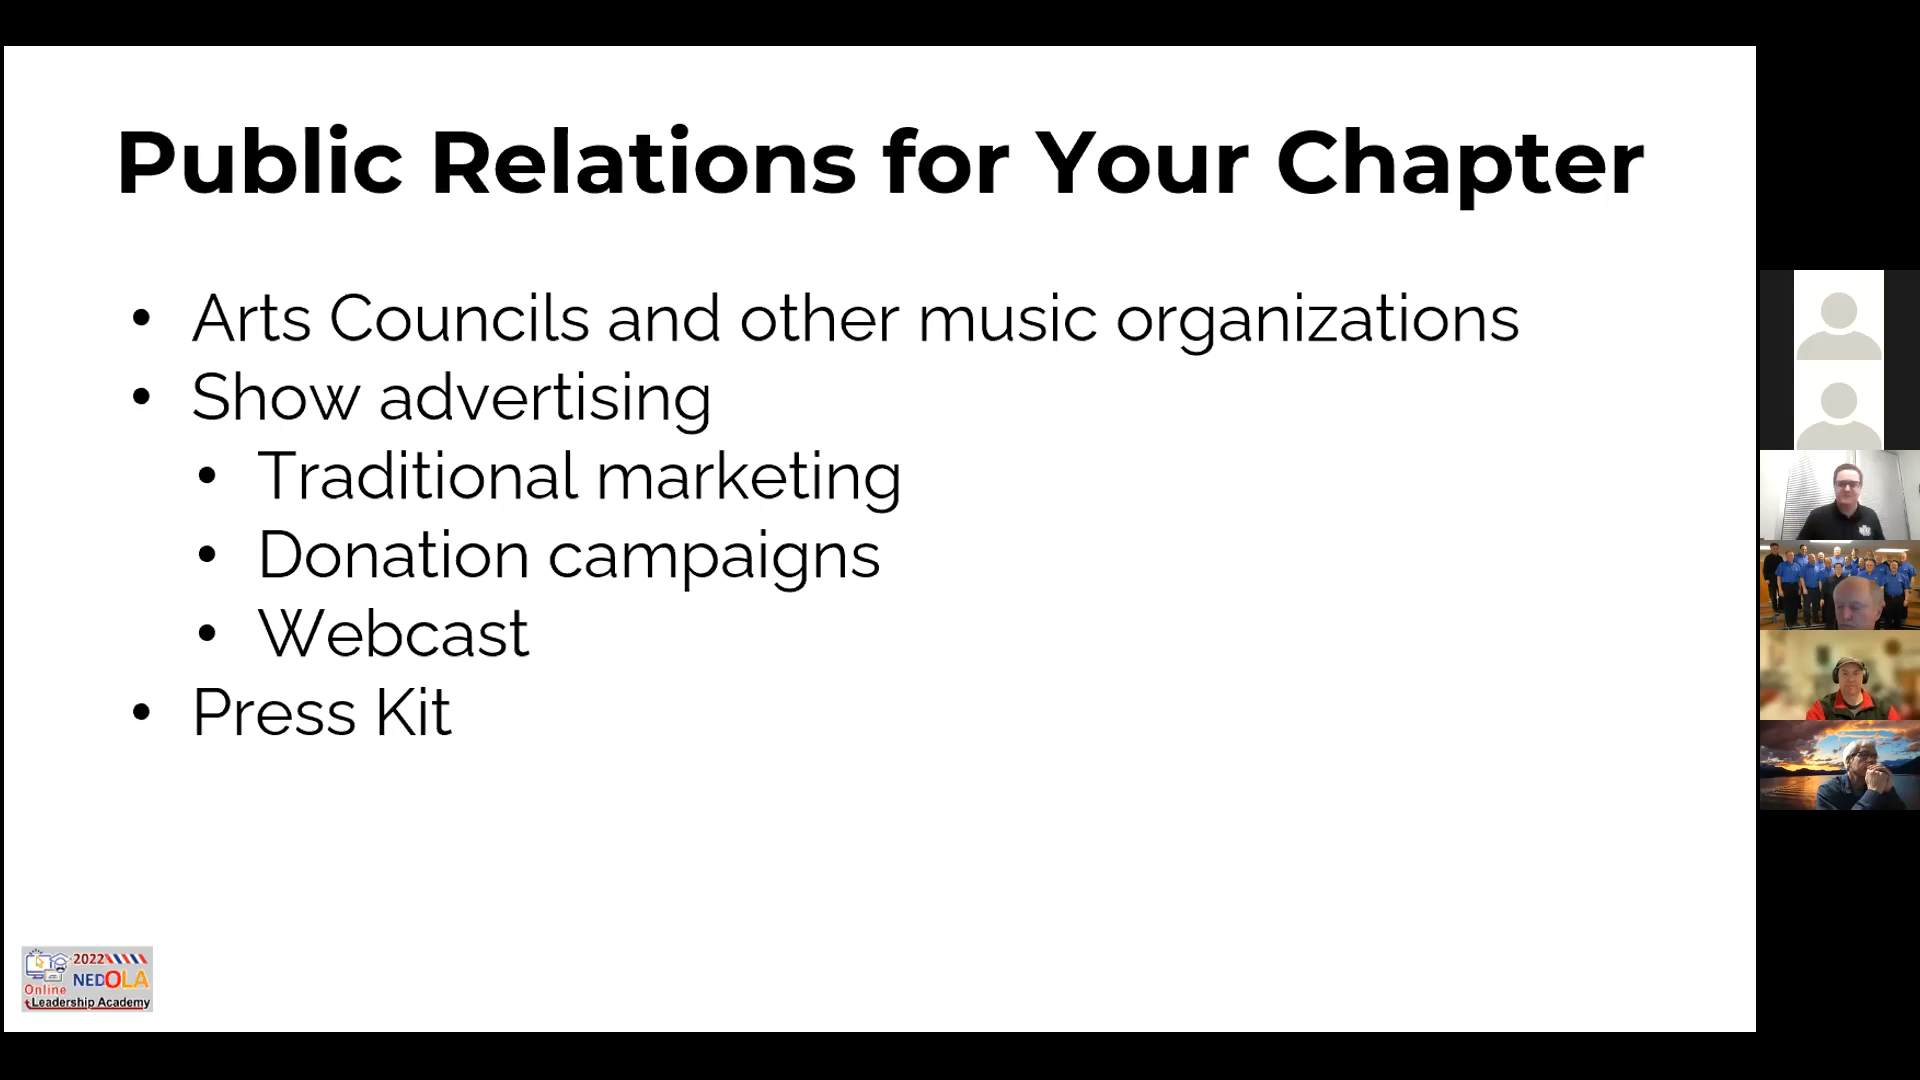 Public Relations for Your Chapter
• Arts Councils and other music organizations
• Show advertising
• Traditional marketing
• Donation campaigns
• Webcast
• Press Kit
2022
NEDOLA
Online
Leadership Academy